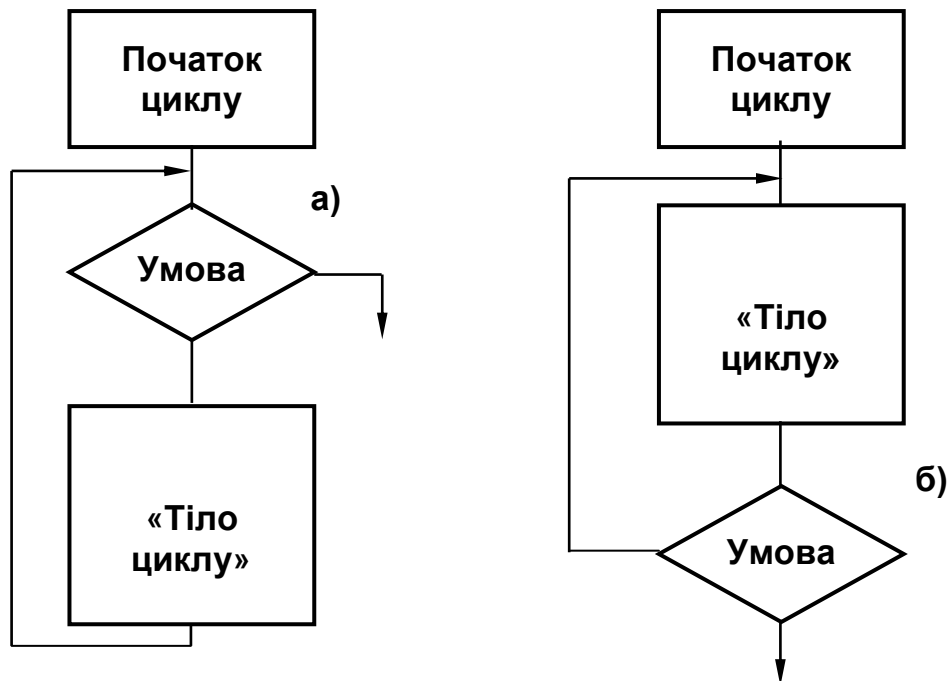 Початок
циклу
а)
Умова
«Тіло
циклу»
Початок
циклу
«Тіло
циклу»
б)
Умова